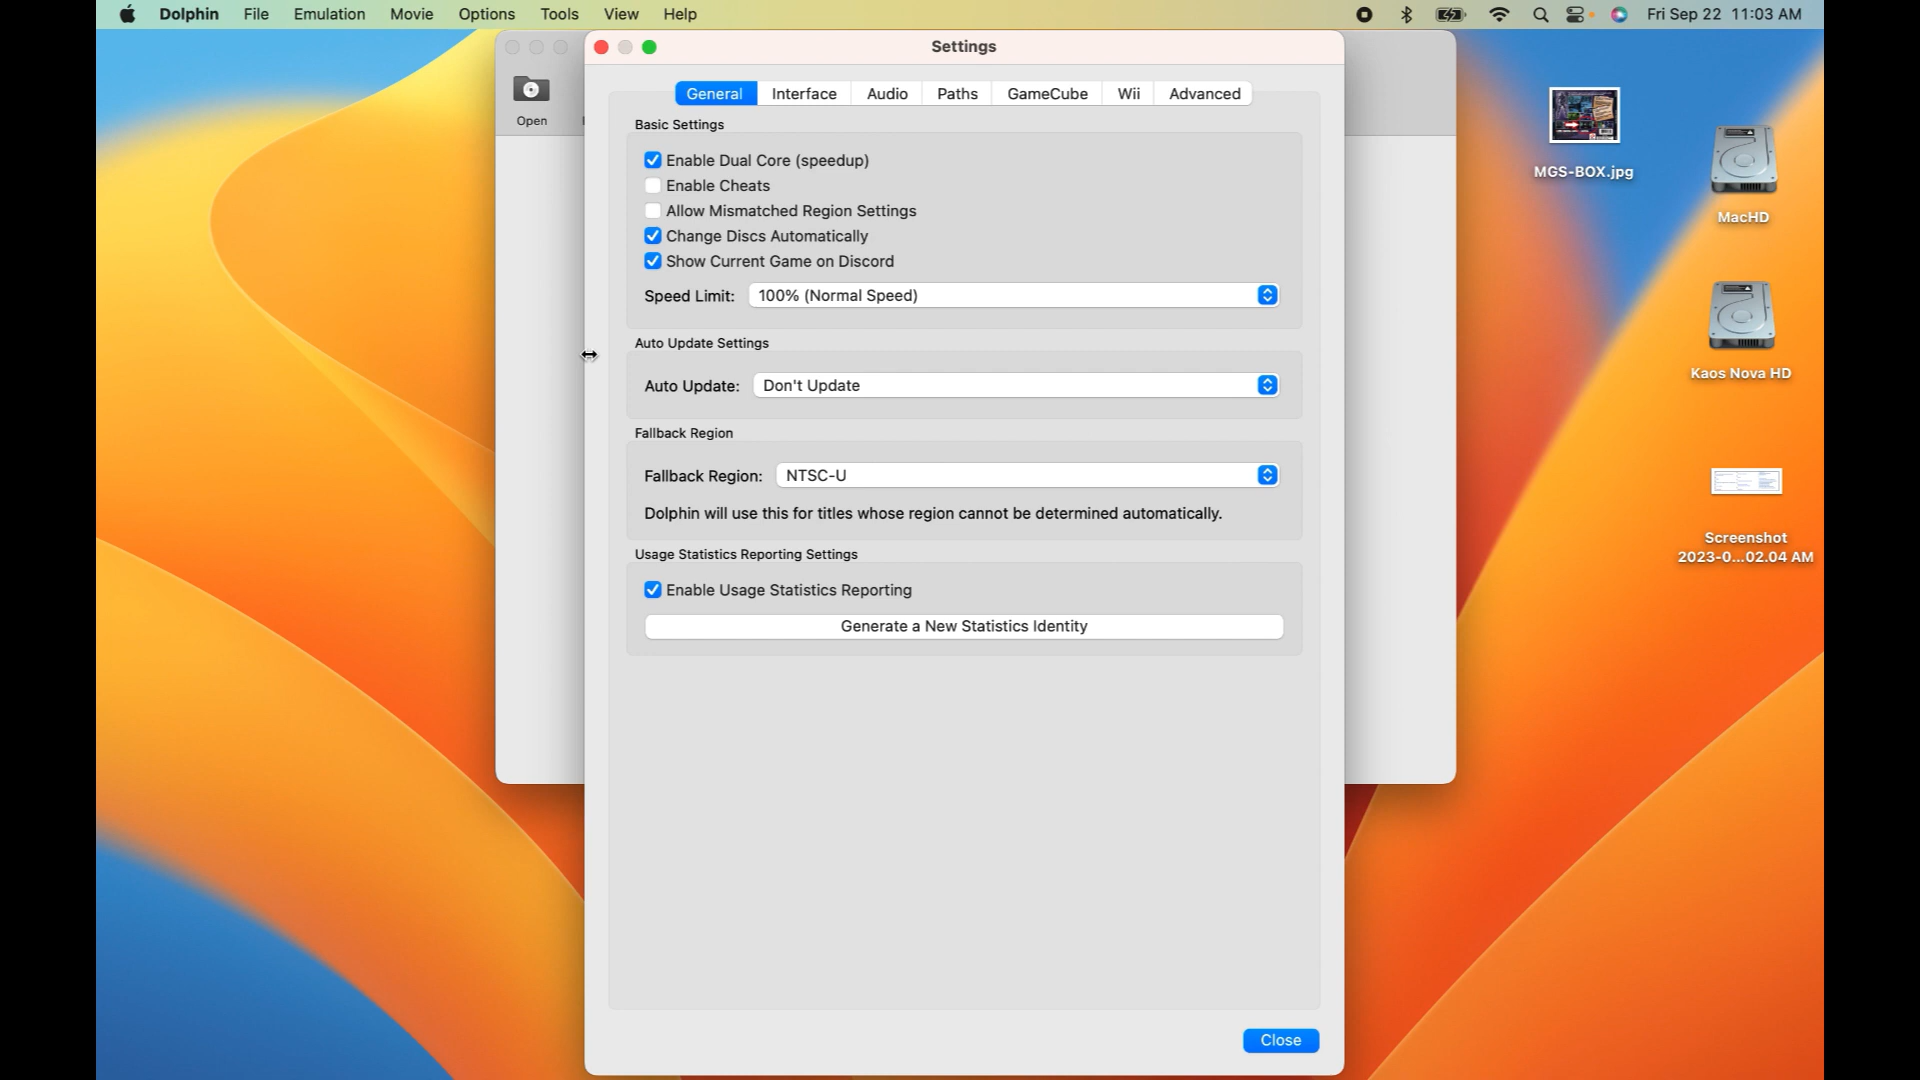 Dolphin File Emulation Movie Options Tools View Help Fri Sep 22 11:03 AM
Settings
General Interface Audio Paths GameCube Wii Advanced
Open
Basic Settings
Enable Dual Core (speedup)
Enable Cheats
Allow Mismatched Region Settings
Change Discs Automatically
Show Current Game on Discord
Speed Limit: 100% (Normal Speed)
Auto Update Settings
Auto Update: Don't Update
Fallback Region
Fallback Region: NTSC-U
Dolphin will use this for titles whose region cannot be determined automatically.
Usage Statistics Reporting Settings
Enable Usage Statistics Reporting
Generate a New Statistics Identity
Close
MGS-BOX.jpg
MacHD
Kaos Nova HD
Screenshot
2023-0...02.04 AM